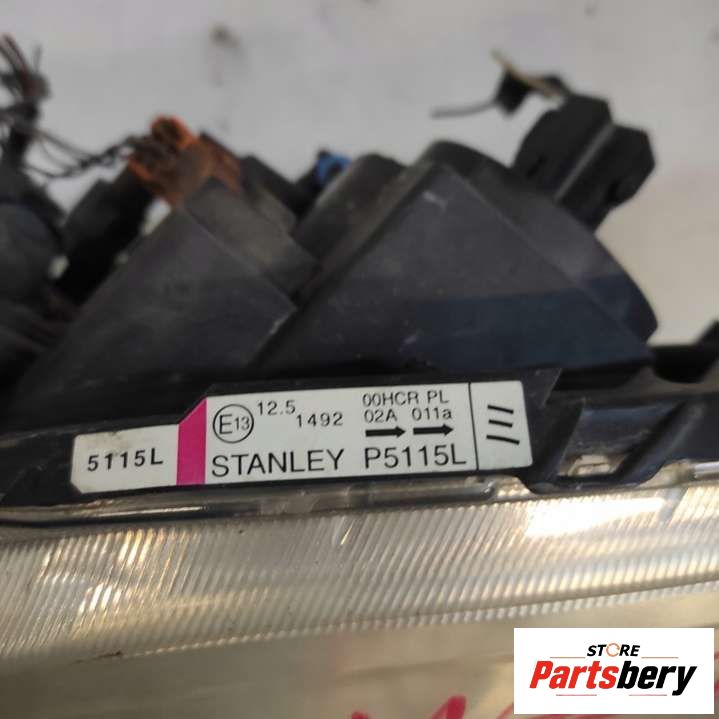 5115L
E13 12.5 1492
00HCR PL
02A 011a
STANLEY P5115L
STORE
Partsbery